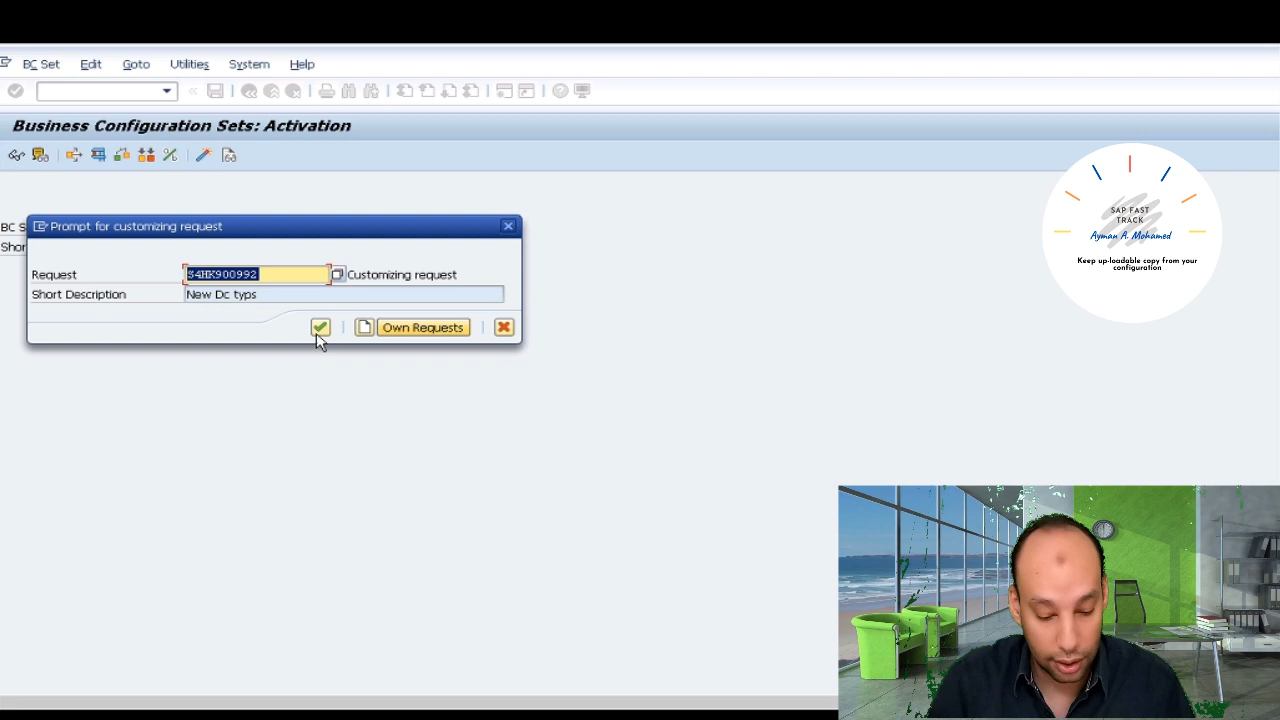 BC Set Edit Goto Utilities System Help
Business Configuration Sets: Activation
BC S
Shor
Prompt for customizing request
Request S4HK900992 Customizing request
Short Description New Dc typs
Own Requests
SAP FAST
TRACK
Ayman A. Mohamed
Keep up-loadable copy from your
configuration